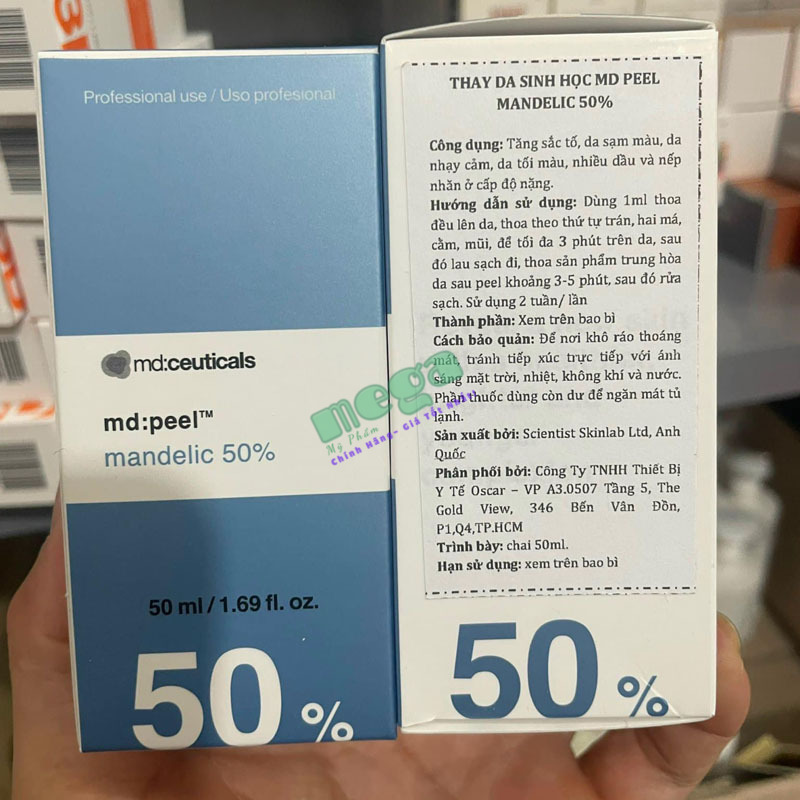 Professional use / Uso profesional
md:ceuticals
md:peel™
mandelic 50%
50 ml / 1.69 fl. oz.
50%
THAY DA SINH HỌC MD PEEL
MANDELIC 50%
Công dụng: Tăng sắc tố, da sạm màu, da
nhạy cảm, da tối màu, nhiều dầu và nếp
nhăn ở cấp độ nặng.
Hướng dẫn sử dụng: Dùng 1ml thoa
đều lên da, thoa theo thứ tự trán, hai má,
cằm, mũi, để tối đa 3 phút trên da, sau
đó lau sạch đi, thoa sản phẩm trung hòa
da sau peel khoảng 3-5 phút, sau đó rửa
sạch. Sử dụng 2 tuần/ lần
Thành phần: Xem trên bao bì
Cách bảo quản: Để nơi khô ráo thoáng
mát, tránh tiếp xúc trực tiếp với ánh
sáng mặt trời, nhiệt, không khí và nước.
Phần thuốc dùng còn dư để ngăn mát tủ
lạnh.
Sản xuất bởi: Scientist Skinlab Ltd, Anh
Quốc
Phân phối bởi: Công Ty TNHH Thiết Bị
Y Tế Oscar – VP A3.0507 Tầng 5, The
Gold View, 346 Bến Vân Đồn,
P1,Q4,TP.HCM
Trình bày: chai 50ml.
Hạn sử dụng: xem trên bao bì
50%
mega
Mỹ Phẩm
Chính Hãng- Giá Tốt Nhất!